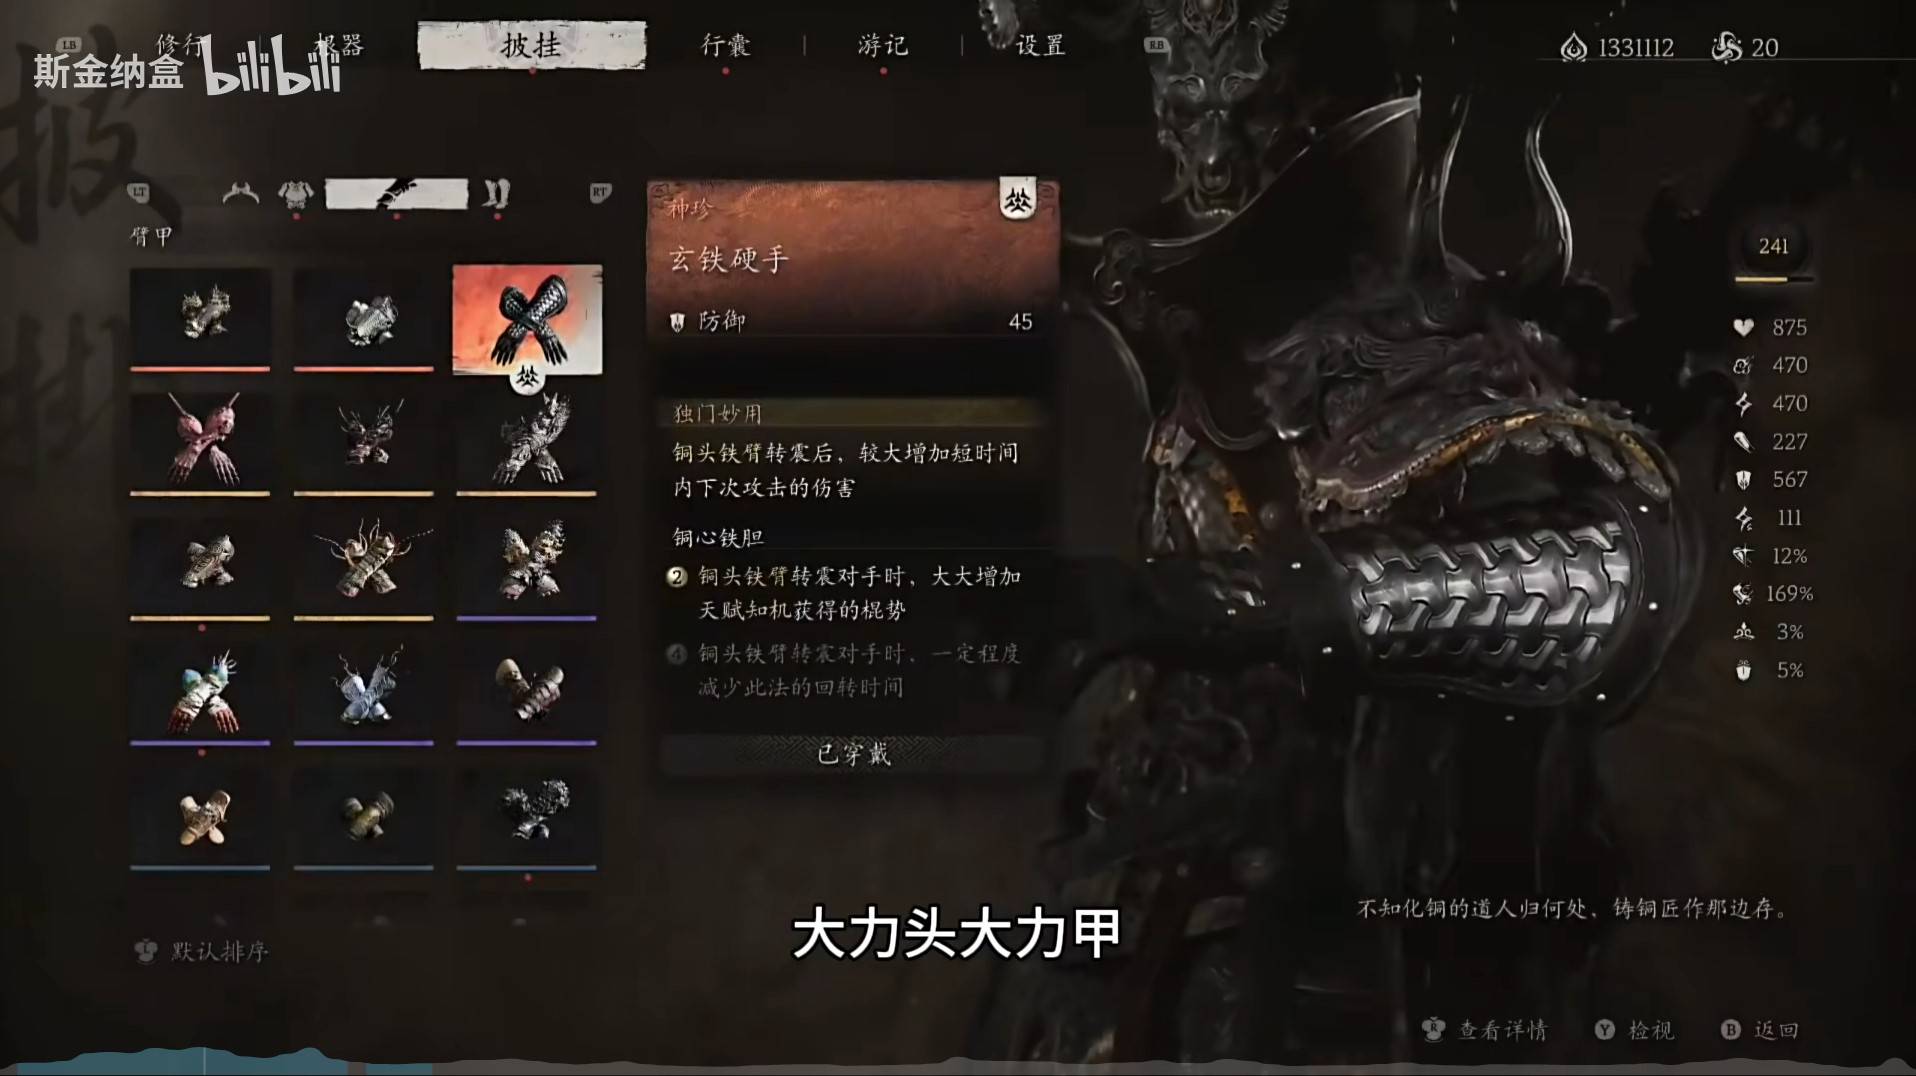 LB
修行
根器
披挂
行囊
游记
设置
RB
1331112
20
斯金纳盒 bilibili
披挂
LT
RT
臂甲
神珍
玄铁硬手
防御 45
独门妙用
铜头铁臂转震后，较大增加短时间
内下次攻击的伤害
铜心铁胆
2 铜头铁臂转震对手时，大大增加
天赋知机获得的棍势
4 铜头铁臂转震对手时，一定程度
减少此法的回转时间
已穿戴
241
875
470
470
227
567
111
12%
169%
3%
5%
不知化铜的道人归何处，铸铜匠作那边存。
大力头大力甲
默认排序
R 查看详情
Y 检视
B 返回